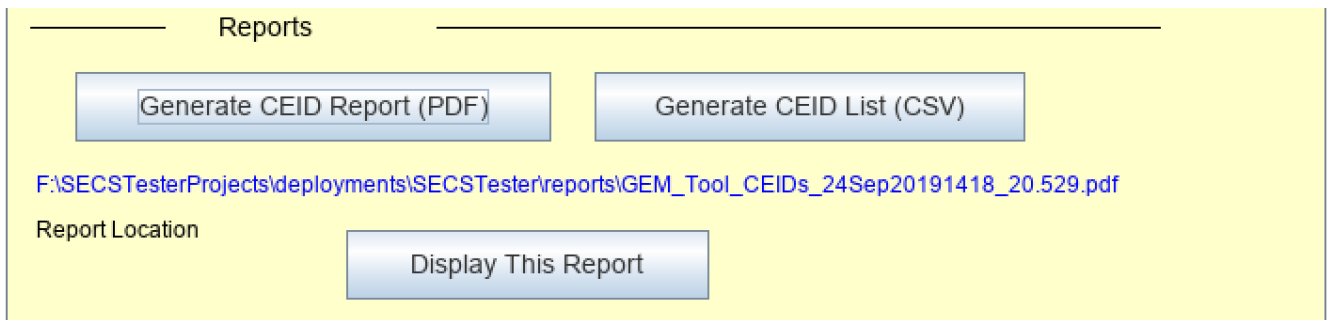 Reports
Generate CEID Report (PDF) Generate CEID List (CSV)
F:\SECSTesterProjects\deployments\SECSTester\reports\GEM_Tool_CEIDs_24Sep20191418_20.529.pdf
Report Location
Display This Report